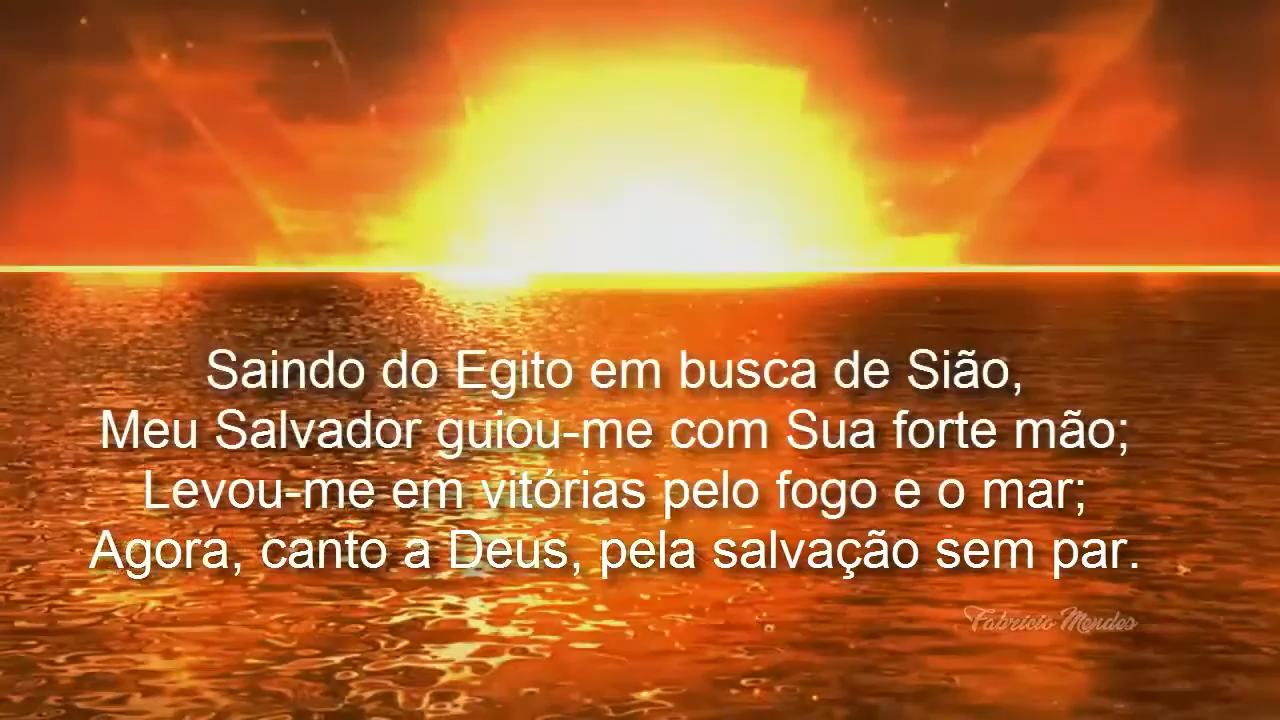 Saindo do Egito em busca de Sião,
Meu Salvador guiou-me com Sua forte mão;
Levou-me em vitórias pelo fogo e o mar;
Agora, canto a Deus, pela salvação sem par.
Fabricio Mendes